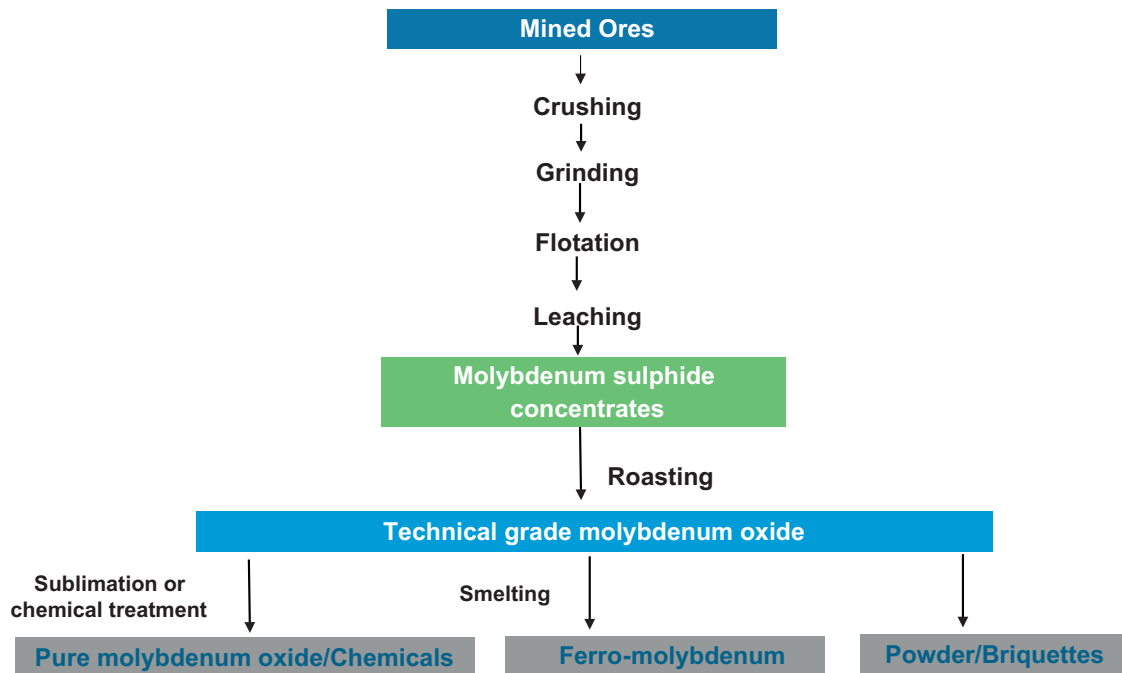 Mined Ores
Crushing
Grinding
Flotation
Leaching
Molybdenum sulphide
concentrates
Roasting
Technical grade molybdenum oxide
Sublimation or
chemical treatment
Smelting
Pure molybdenum oxide/Chemicals
Ferro-molybdenum
Powder/Briquettes